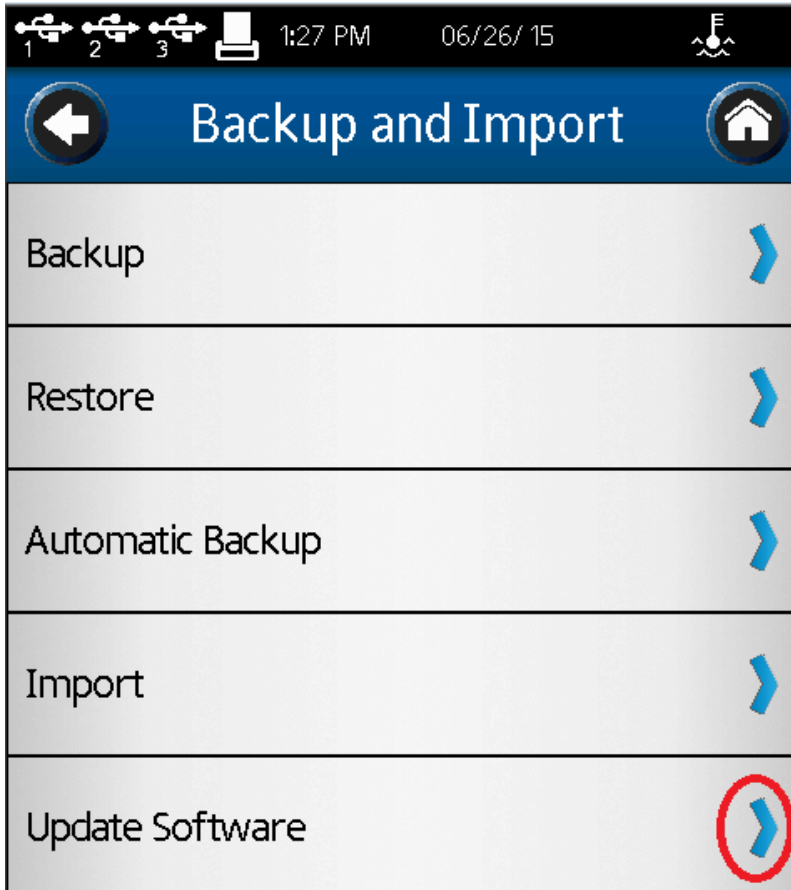 1 2 3 1:27 PM 06/26/15
Backup and Import
Backup
Restore
Automatic Backup
Import
Update Software